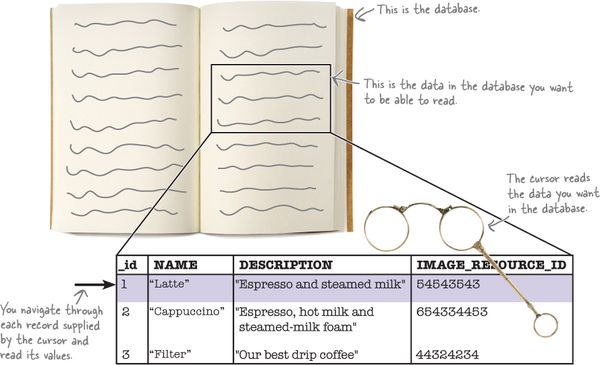 This is the database.
This is the data in the database you want
to be able to read.
The cursor reads
the data you want
in the database.
_id NAME DESCRIPTION IMAGE_RESOURCE_ID
1 “Latte” "Espresso and steamed milk" 54543543
2 “Cappuccino” "Espresso, hot milk and
steamed-milk foam" 654334453
3 “Filter” "Our best drip coffee" 44324234
You navigate through
each record supplied
by the cursor and
read its values.